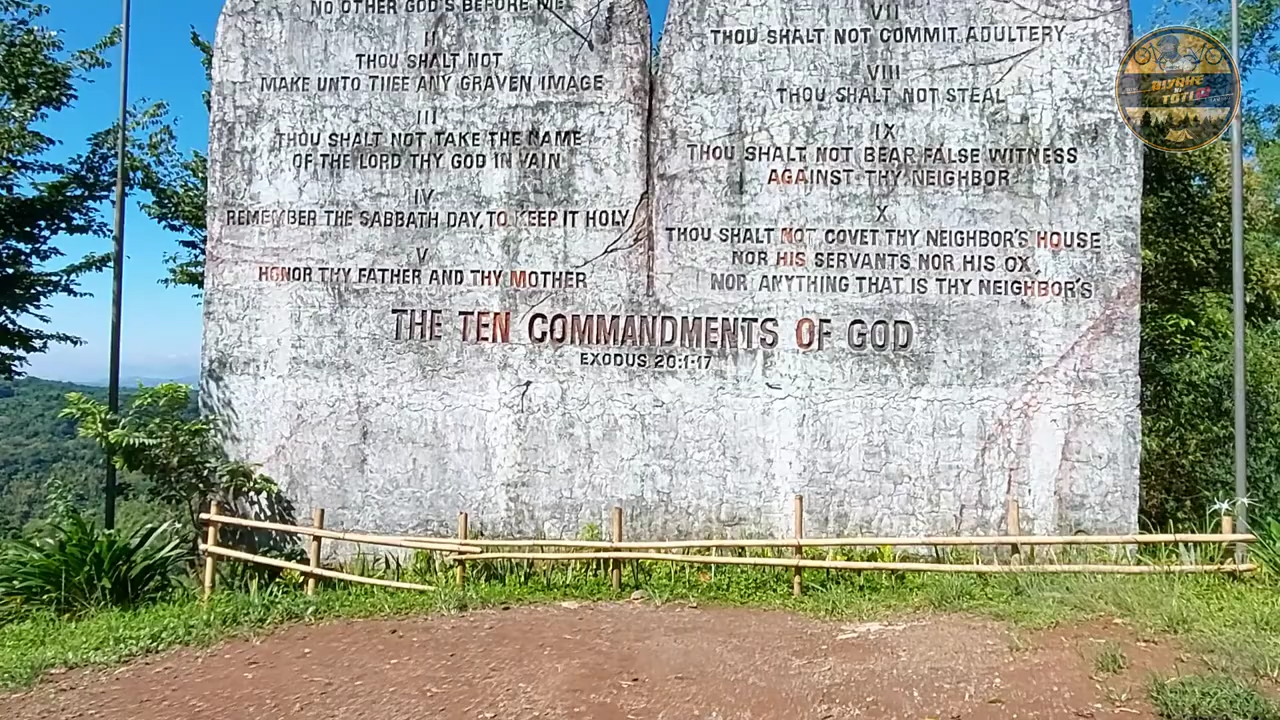 NO OTHER GOD'S BEFORE ME
II
THOU SHALT NOT
MAKE UNTO THEE ANY GRAVEN IMAGE
III
THOU SHALT NOT TAKE THE NAME
OF THE LORD THY GOD IN VAIN
IV
REMEMBER THE SABBATH DAY, TO KEEP IT HOLY
V
HONOR THY FATHER AND THY MOTHER
VII
THOU SHALT NOT COMMIT ADULTERY
VIII
THOU SHALT NOT STEAL
IX
THOU SHALT NOT BEAR FALSE WITNESS
AGAINST THY NEIGHBOR
X
THOU SHALT NOT COVET THY NEIGHBOR'S HOUSE
NOR HIS SERVANTS NOR HIS OX,
NOR ANYTHING THAT IS THY NEIGHBOR'S
THE TEN COMMANDMENTS OF GOD
EXODUS 20:1-17